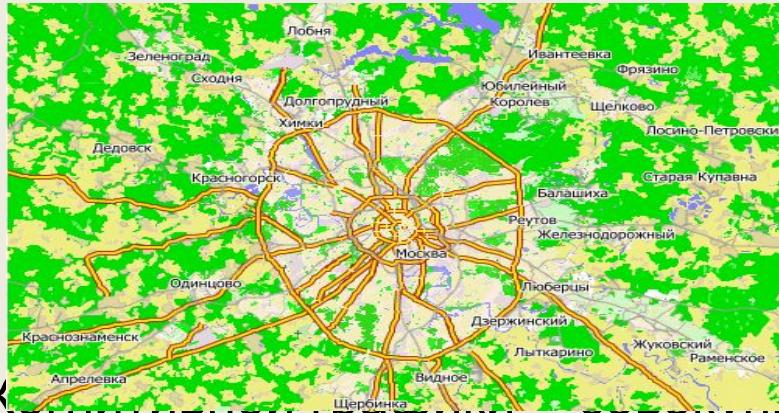 Лобня
Зеленоград
Ивантеевка
Сходня
Фрязино
Юбилейный
Долгопрудный
Королев
Щелково
Химки
Лосино-Петровски
Дедовск
Красногорск
Старая Купавна
Балашиха
Реутов
Железнодорожный
Москва
Одинцово
Люберцы
Дзержинский
Краснознаменск
Жуковский
Лыткарино
Раменское
Апрелевка
Видное
Щербинка